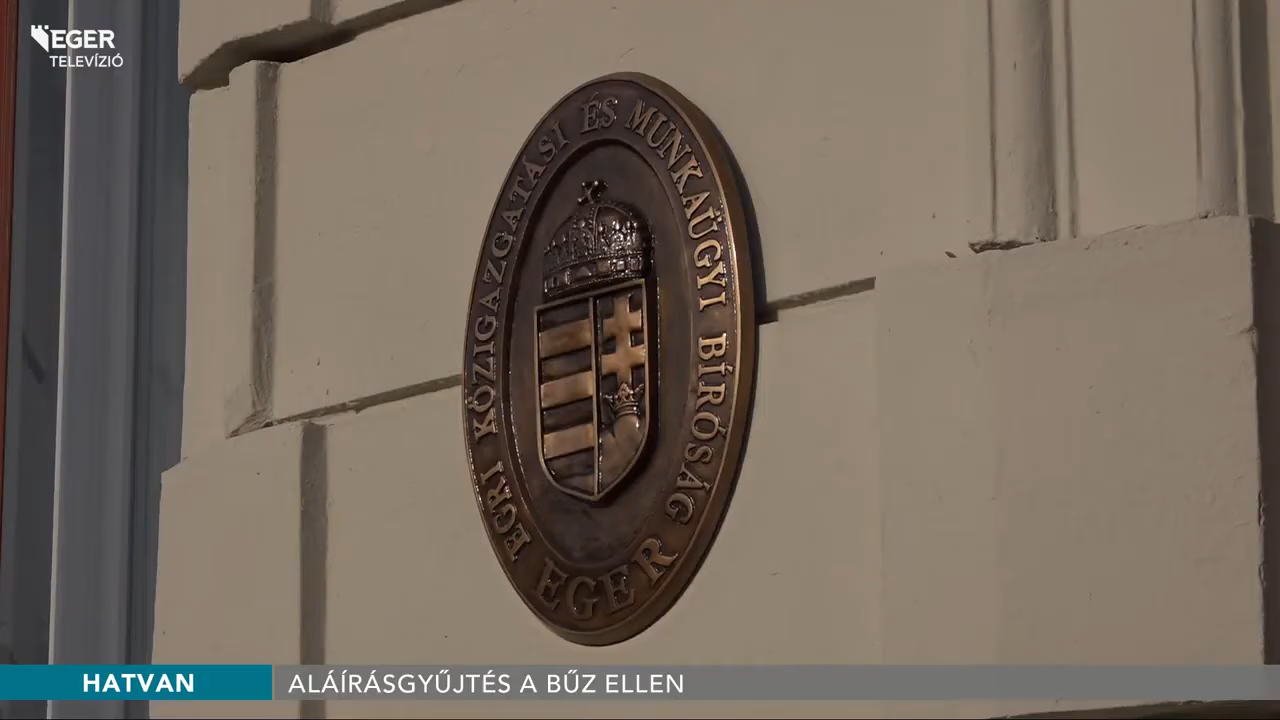 EGER
TELEVÍZIÓ
EGRI KÖZIGAZGATÁSI ÉS MUNKAÜGYI BÍRÓSÁG
EGER
HATVAN
ALÁÍRÁSGYŰJTÉS A BŰZ ELLEN